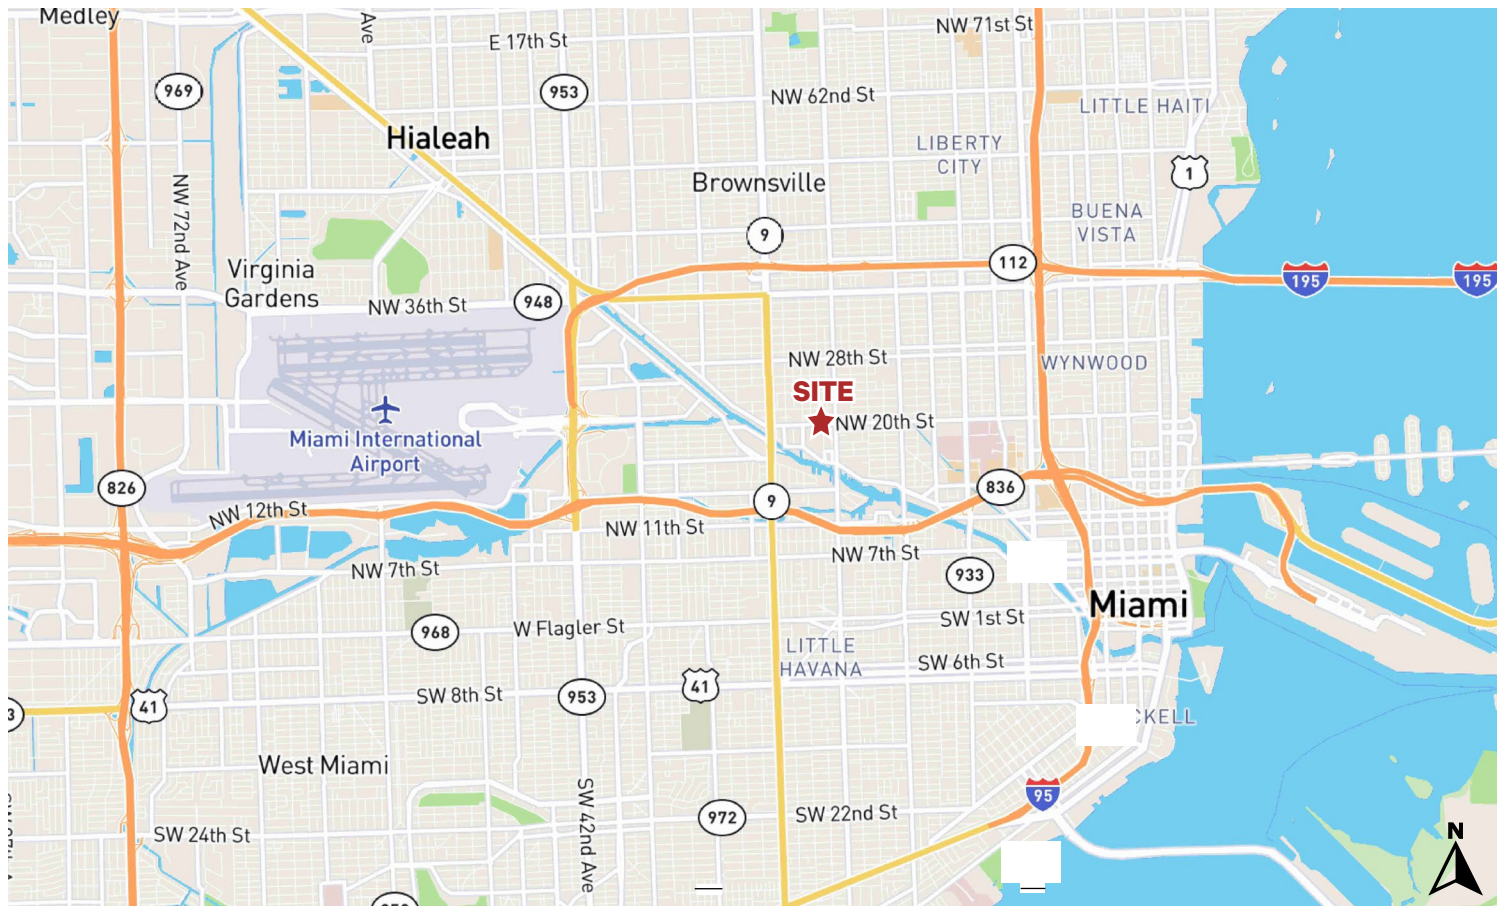 Medley
Ave
E 17th St
NW 71st St
969
953
NW 62nd St
LITTLE HAITI
Hialeah
LIBERTY
CITY
1
Brownsville
NW 72nd Ave
BUENA
VISTA
9
112
Virginia
Gardens
195
195
948
NW 36th St
NW 28th St
WYNWOOD
SITE
NW 20th St
Miami International
Airport
826
836
9
NW 12th St
NW 11th St
NW 7th St
NW 7th St
933
Miami
968
W Flagler St
SW 1st St
LITTLE
HAVANA
SW 6th St
41
SW 8th St
953
41
3
CKELL
West Miami
95
SW 42nd Ave
972
SW 22nd St
SW 24th St
N